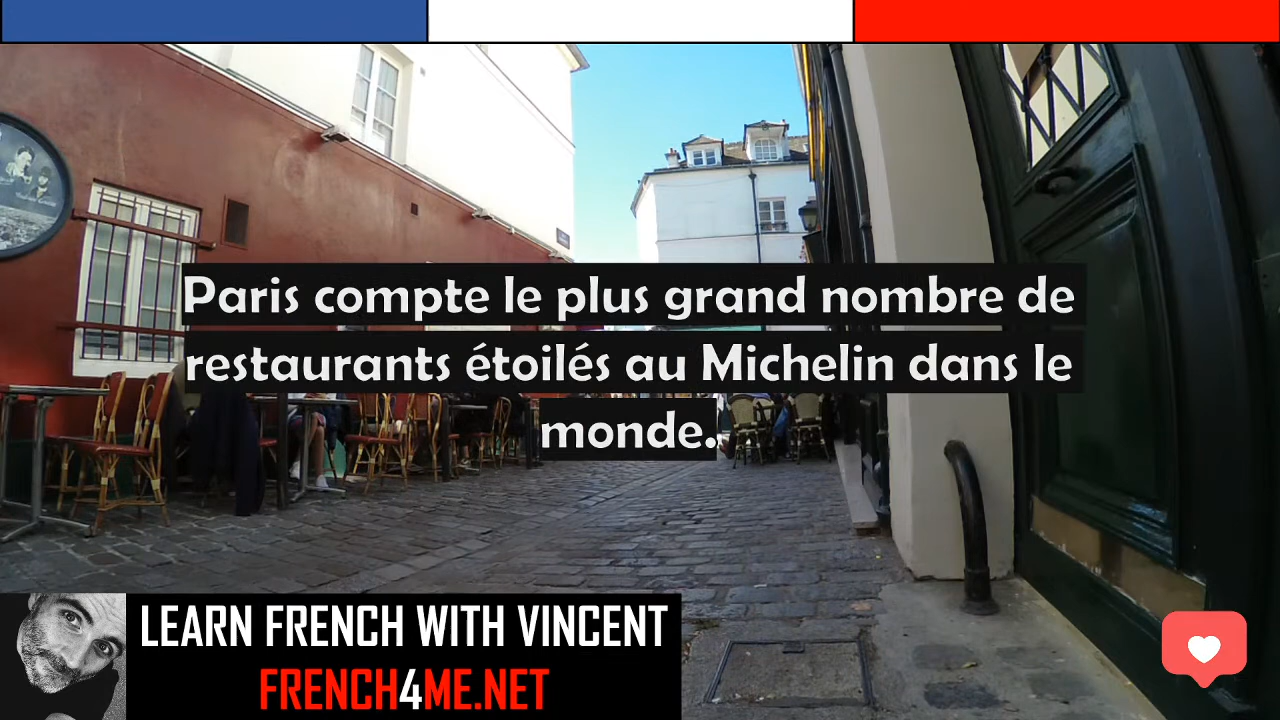 Paris compte le plus grand nombre de
restaurants étoilés au Michelin dans le
monde.
LEARN FRENCH WITH VINCENT
FRENCH4ME.NET